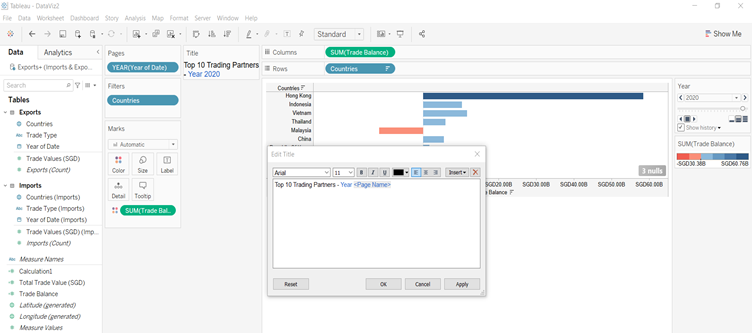 Tableau - DataViz2
File Data Worksheet Dashboard Story Analysis Map Format Server Window Help
Standard
Show Me
Data Analytics
Exports+ (Imports & Expo...
Search
Tables
Exports
Countries
Trade Type
Year of Date
Trade Values (SGD)
Exports (Count)
Imports
Countries (Imports)
Trade Type (Imports)
Year of Date (Imports)
Trade Values (SGD) (Imp...
Imports (Count)
Measure Names
Calculation1
Total Trade Value (SGD)
Trade Balance
Latitude (generated)
Longitude (generated)
Measure Values
Pages
YEAR(Year of Date)
Filters
Countries
Marks
Automatic
Color Size Label
Detail Tooltip
SUM(Trade Bal..
Title
Top 10 Trading Partners
- Year 2020
Columns SUM(Trade Balance)
Rows Countries
Countries
Hong Kong
Indonesia
Vietnam
Thailand
Malaysia
China
3 nulls
SGD20.00B SGD30.00B SGD40.00B SGD50.00B SGD60.00B
Balance
Edit Title
Arial 11 B I U Insert
Top 10 Trading Partners - Year <Page Name>
Reset OK Cancel Apply
Year
2020
Show history
SUM(Trade Balance)
-SGD30.38B SGD60.76B